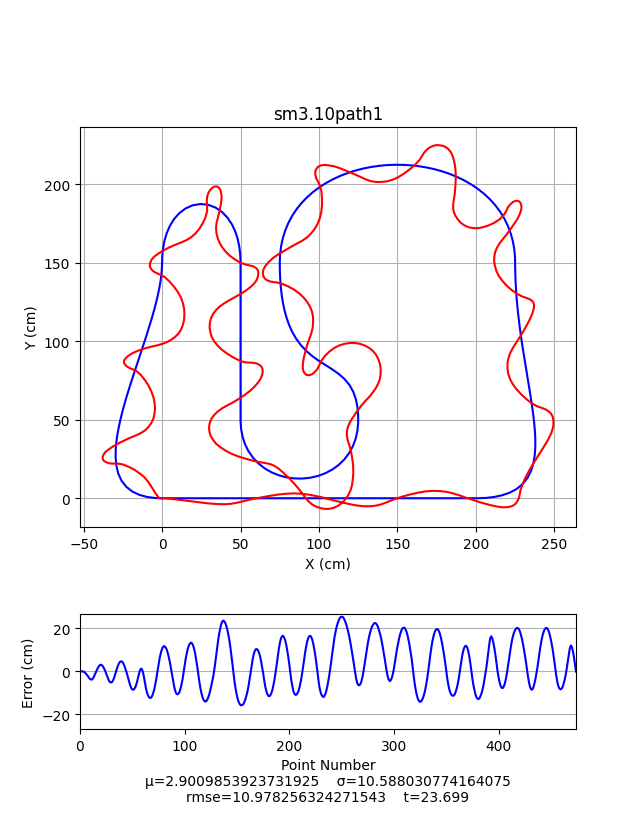 sm3.10path1
200
150
100
50
0
Y (cm)
−50 0 50 100 150 200 250
X (cm)
20
0
−20
Error (cm)
0 100 200 300 400
Point Number
μ=2.9009853923731925 σ=10.588030774164075
rmse=10.978256324271543 t=23.699